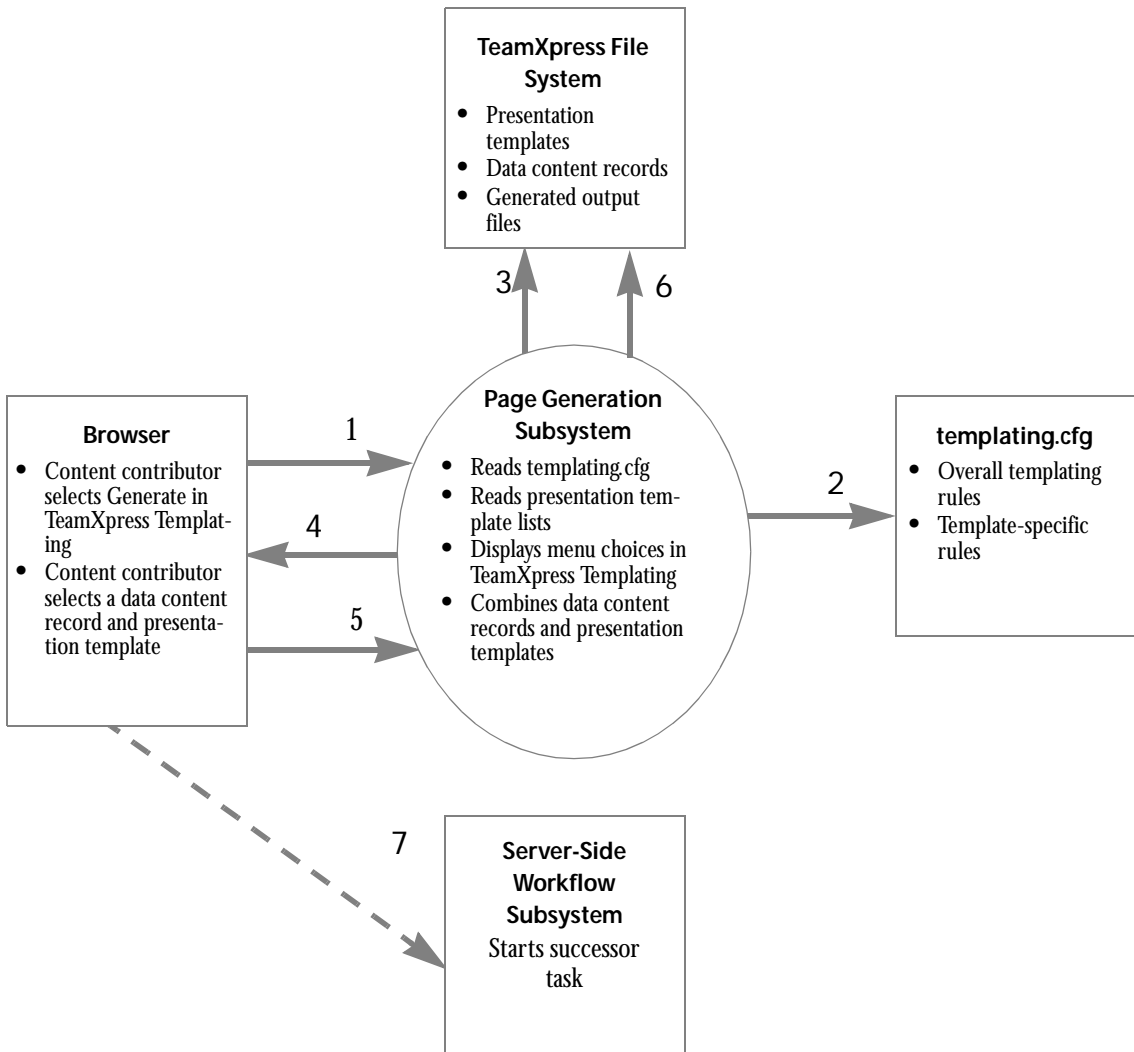 TeamXpress File
System
• Presentation
templates
• Data content records
• Generated output
files
3
6
Browser
• Content contributor
selects Generate in
TeamXpress Templat-
ing
• Content contributor
selects a data content
record and presenta-
tion template
1
4
5
Page Generation
Subsystem
• Reads templating.cfg
• Reads presentation tem-
plate lists
• Displays menu choices in
TeamXpress Templating
• Combines data content
records and presentation
templates
2
templating.cfg
• Overall templating
rules
• Template-specific
rules
7
Server-Side
Workflow
Subsystem
Starts successor
task